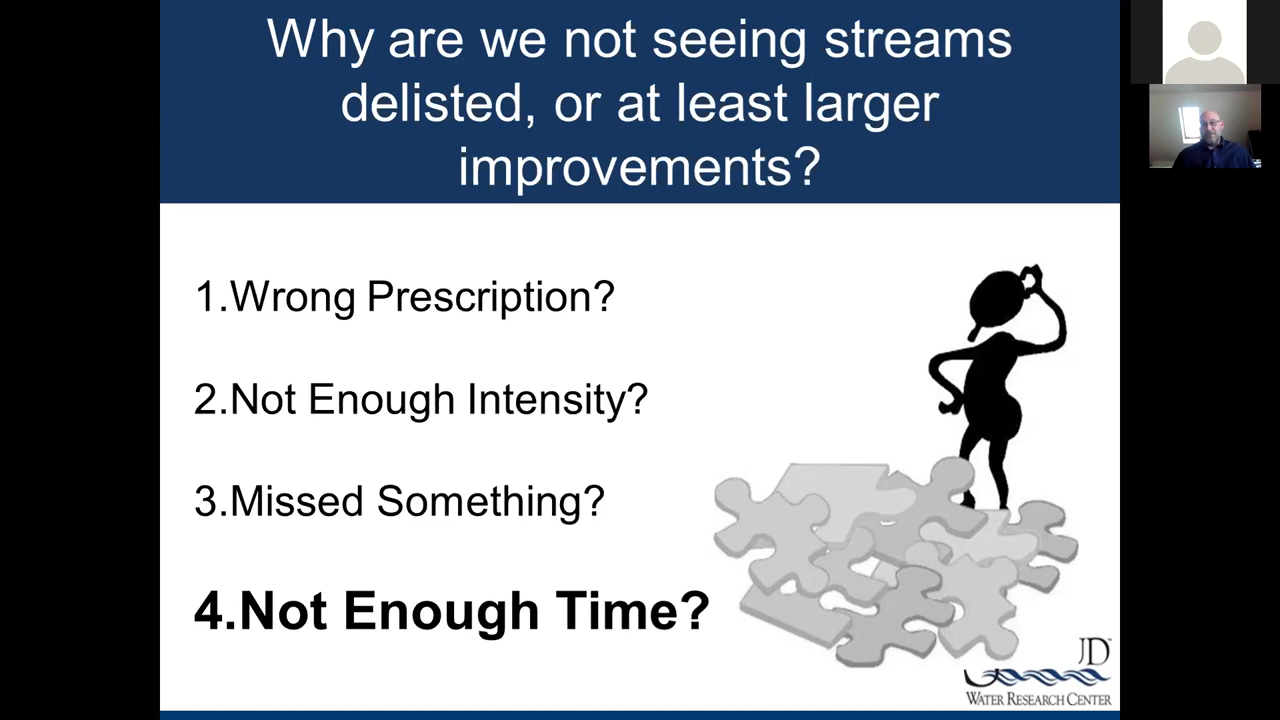 Why are we not seeing streams
delisted, or at least larger
improvements?
1.Wrong Prescription?
2.Not Enough Intensity?
3.Missed Something?
4.Not Enough Time?
WATER RESEARCH CENTER